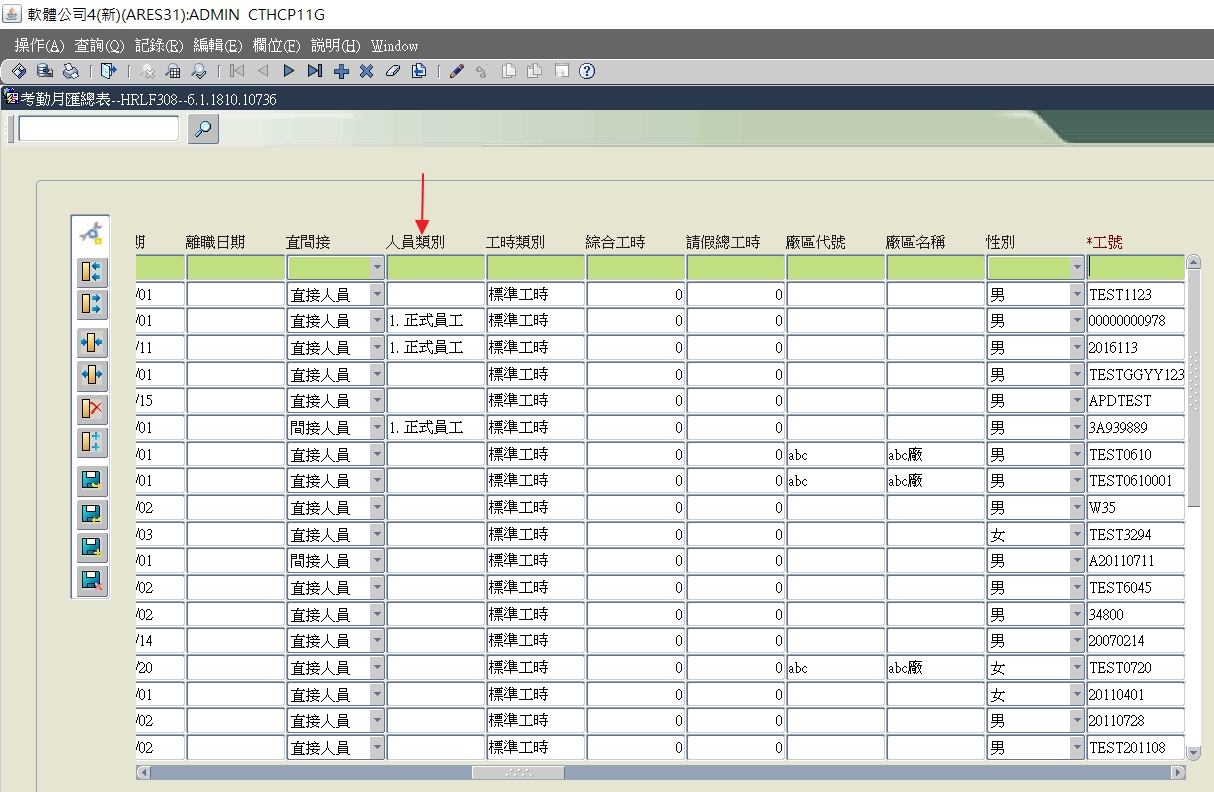 軟體公司4(新)(ARES31):ADMIN CTHCP11G
操作(A) 查詢(Q) 記錄(R) 編輯(E) 欄位(F) 說明(H) Window
考勤月匯總表--HRLF308--6.1.1810.10736
期 離職日期 直間接 人員類別 工時類別 綜合工時 請假總工時 廠區代號 廠區名稱 性別 *工號
/01 直接人員 標準工時 0 0 男 TEST1123
/01 直接人員 1. 正式員工 標準工時 0 0 男 00000000978
/11 直接人員 1. 正式員工 標準工時 0 0 男 2016113
/01 直接人員 標準工時 0 0 男 TESTGGYY123
/15 直接人員 標準工時 0 0 男 APDTEST
/01 間接人員 1. 正式員工 標準工時 0 0 男 3A939889
/01 直接人員 標準工時 0 0 abc abc廠 男 TEST0610
/01 直接人員 標準工時 0 0 abc abc廠 男 TEST0610001
/02 直接人員 標準工時 0 0 男 W35
/03 直接人員 標準工時 0 0 女 TEST3294
/01 間接人員 標準工時 0 0 男 A20110711
/02 直接人員 標準工時 0 0 男 TEST6045
/02 直接人員 標準工時 0 0 男 34800
/14 直接人員 標準工時 0 0 男 20070214
/20 直接人員 標準工時 0 0 abc abc廠 女 TEST0720
/01 直接人員 標準工時 0 0 女 20110401
/02 直接人員 標準工時 0 0 男 20110728
/02 直接人員 標準工時 0 0 男 TEST201108